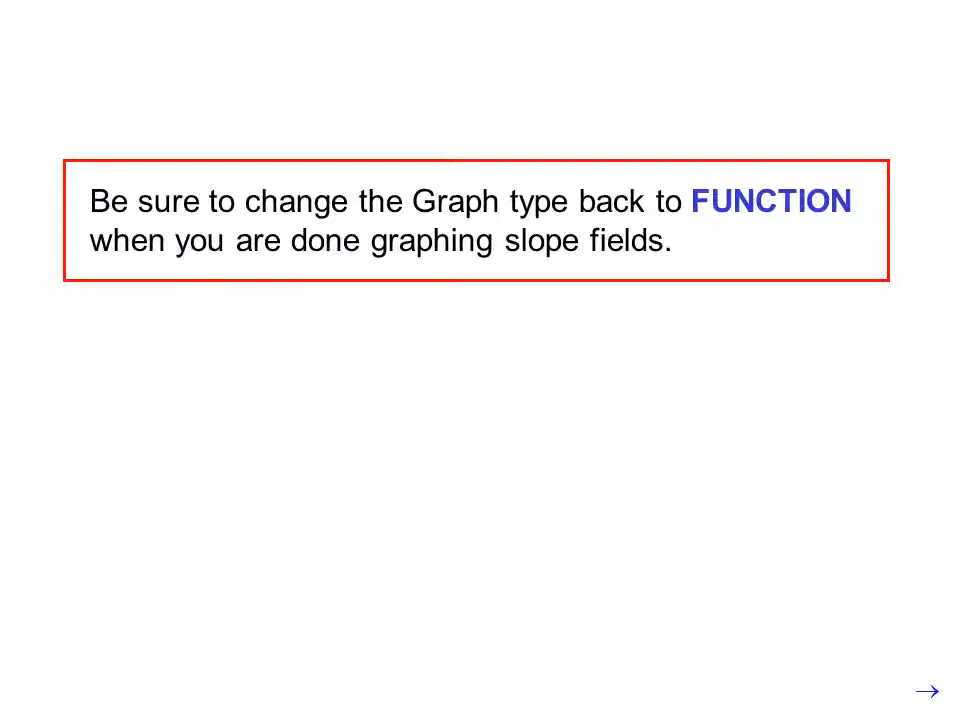 Be sure to change the Graph type back to FUNCTION
when you are done graphing slope fields.
→